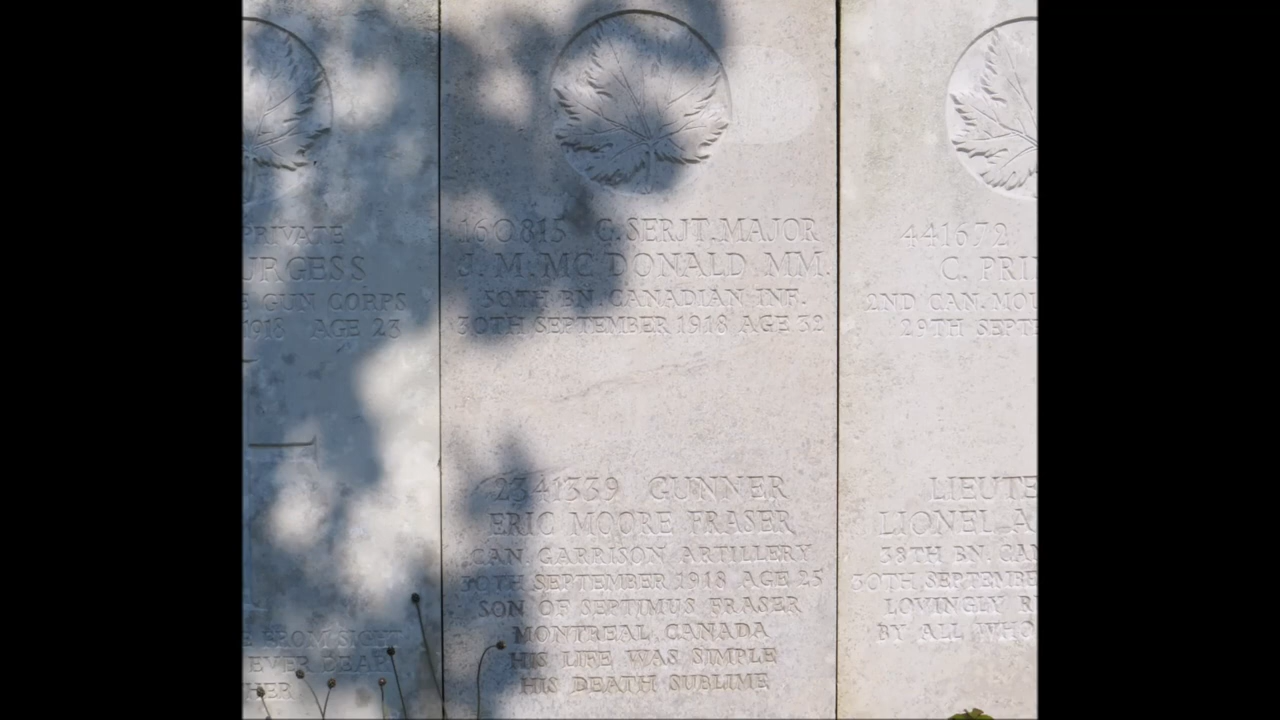 PRIVATE
URGESS
E GUN CORPS
1918 AGE 23
E FROM SIGHT
EVER DEAR
HER
160815 C. SERJT. MAJOR
J. M. MC DONALD MM.
50TH BN. CANADIAN INF.
30TH SEPTEMBER 1918 AGE 32
2341339 GUNNER
ERIC MOORE FRASER
CAN. GARRISON ARTILLERY
30TH SEPTEMBER 1918 AGE 25
SON OF SEPTIMUS FRASER
MONTREAL, CANADA
HIS LIFE WAS SIMPLE
HIS DEATH SUBLIME
441672
C. PRI
2ND CAN. MOU
29TH SEPT
LIEUTE
LIONEL A
38TH BN. CAN
30TH SEPTEMBE
LOVINGLY R
BY ALL WHO